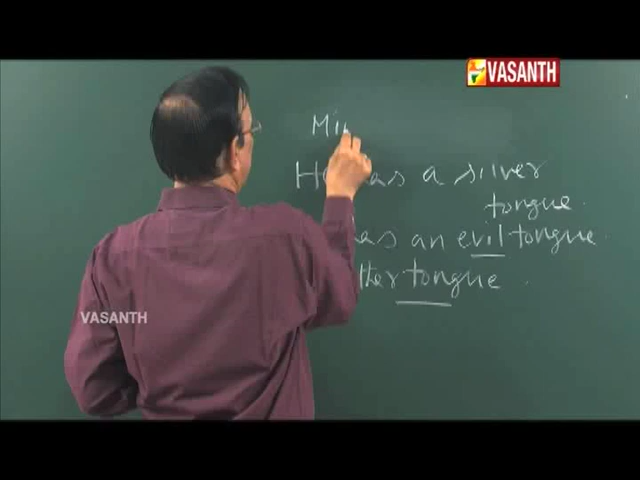 VASANTH
Mi
H as a silver
tongue.
as an evil tongue.
ther tongue.
VASANTH